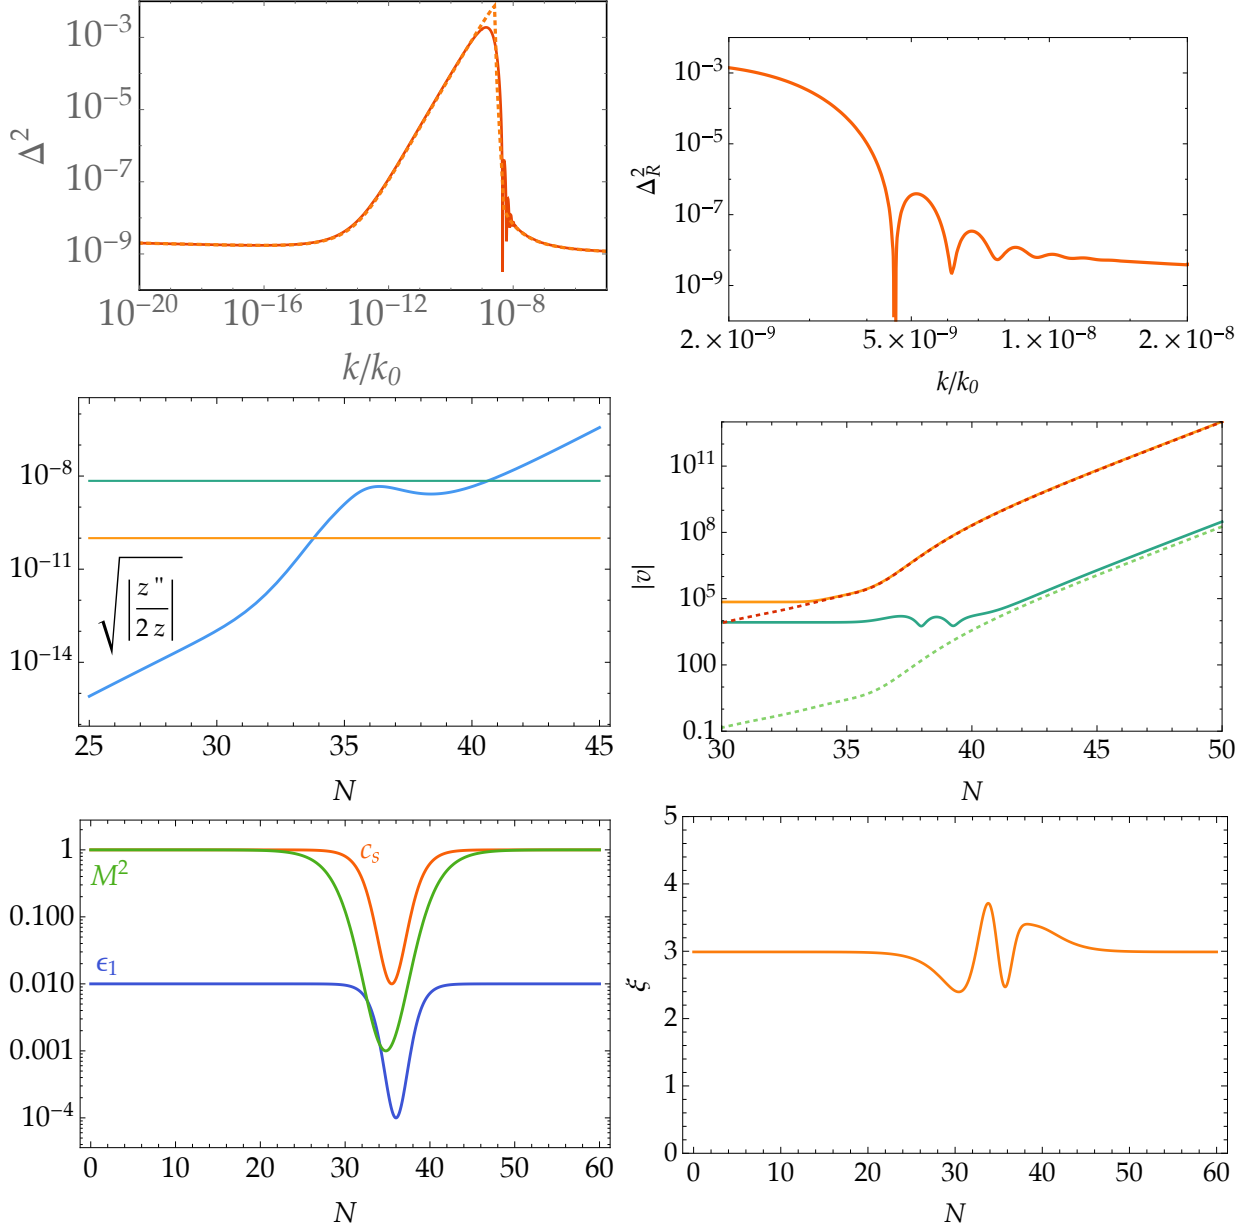 10^{-3}
10^{-5}
10^{-7}
10^{-9}
Δ^2
10^{-20} 10^{-16} 10^{-12} 10^{-8}
k/k_0
10^{-3}
10^{-5}
10^{-7}
10^{-9}
Δ_R^2
2.×10^{-9} 5.×10^{-9} 1.×10^{-8} 2.×10^{-8}
k/k_0
10^{-8}
10^{-11}
10^{-14}
√|z"/2z|
25 30 35 40 45
N
10^{11}
10^8
10^5
100
0.1
|v|
30 35 40 45 50
N
1
0.100
0.010
0.001
10^{-4}
c_s
M^2
ϵ_1
0 10 20 30 40 50 60
N
5
4
3
2
1
0
ξ
0 10 20 30 40 50 60
N